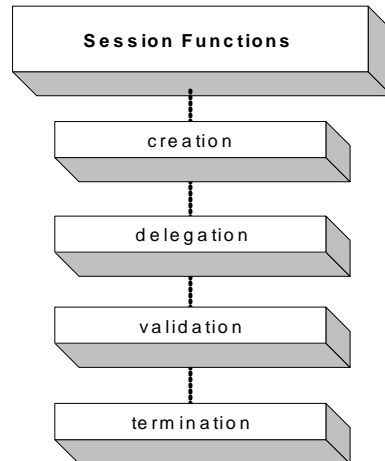 Session Functions
creation
delegation
validation
termination